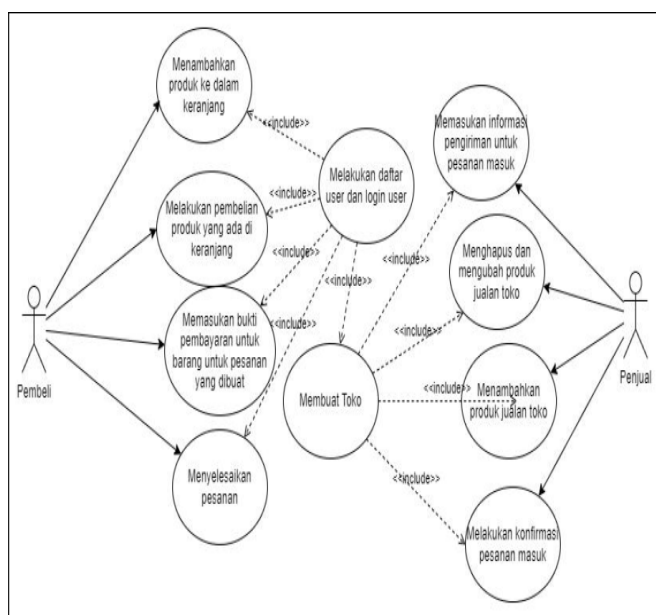 Menambahkan
produk ke dalam
keranjang
<<include>>
Memasukan informasi
pengiriman untuk
pesanan masuk
Melakukan daftar
user dan login user
<<include>>
Melakukan pembelian
produk yang ada di
keranjang
<<include>>
<<include>>
<<include>>
Menghapus dan
mengubah produk
jualan toko
Memasukan bukti
pembayaran untuk
barang untuk pesanan
yang dibuat
<<include>>
<<include>>
Pembeli
Penjual
Membuat Toko
<<include>>
Menambahkan
produk jualan toko
Menyelesaikan
pesanan
<<include>>
Melakukan konfirmasi
pesanan masuk